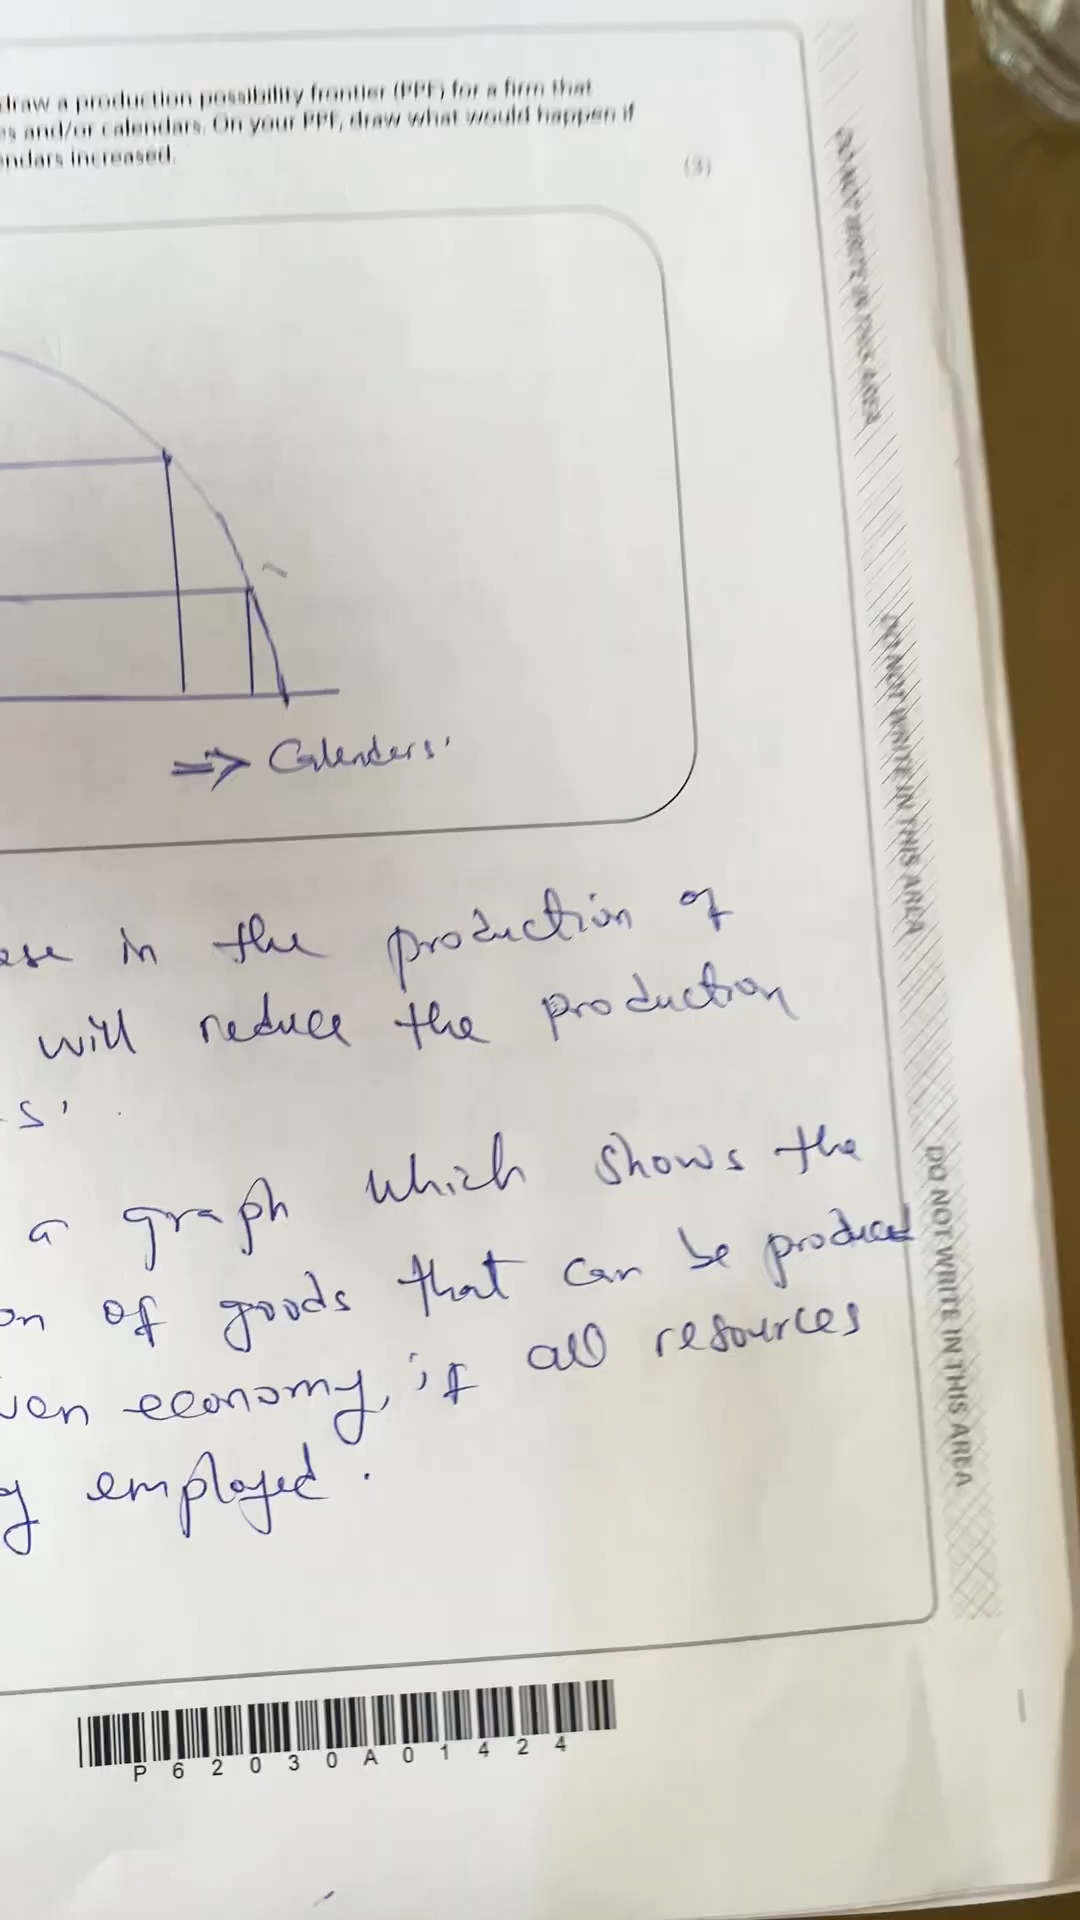 draw a production possibility frontier (PPF) for a firm that
es and/or calendars. On your PPF, draw what would happen if
endars increased.
(3)
=> Calenders'
ease in the production of
will reduce the production
s'.
a graph which shows the
on of goods that can be produced
ven economy, if all resources
y employed.
DO NOT WRITE IN THIS AREA
DO NOT WRITE IN THIS AREA
DO NOT WRITE IN THIS AREA
P 6 2 0 3 0 A 0 1 4 2 4